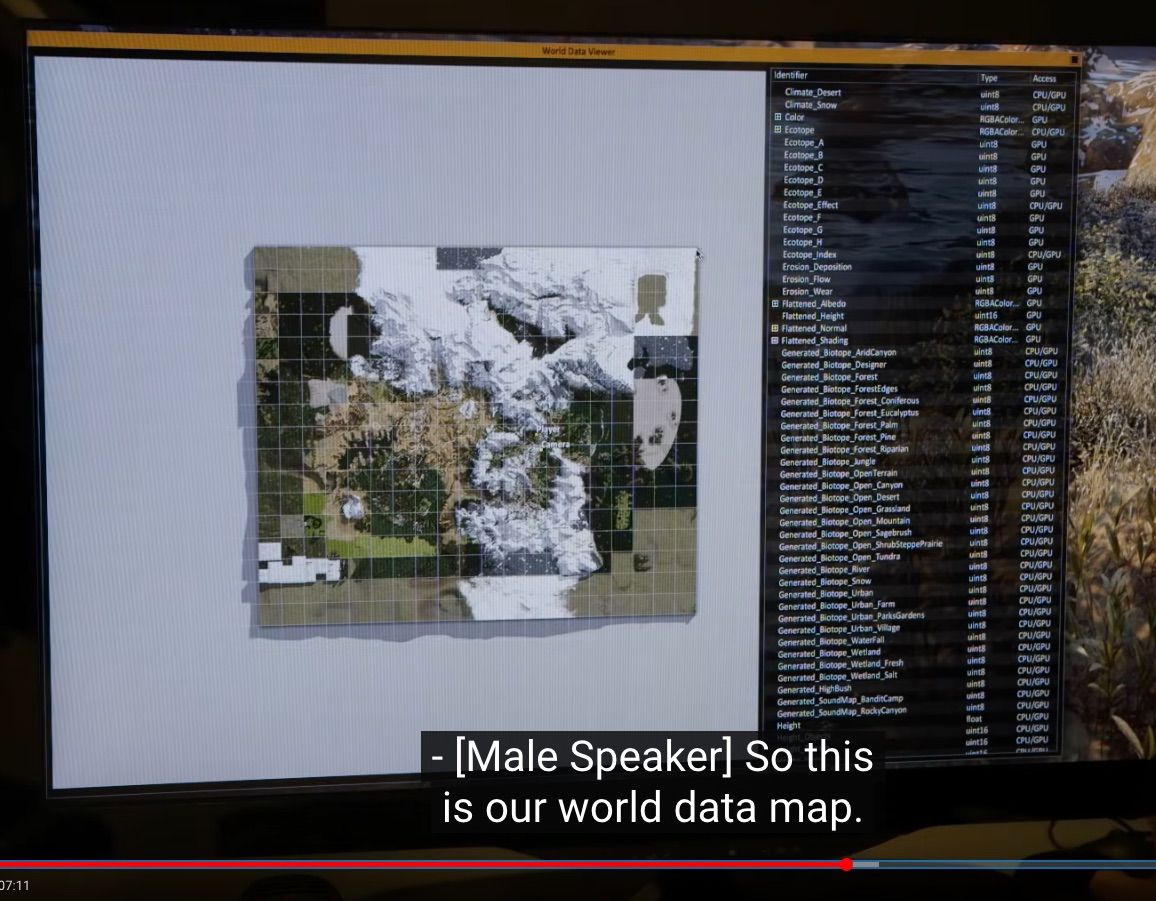 World Data Viewer
Identifier Type Access
Climate_Desert uint8 CPU/GPU
Climate_Snow uint8 CPU/GPU
Color RGBAColor... GPU
Ecotope RGBAColor... CPU/GPU
Ecotope_A uint8 GPU
Ecotope_B uint8 GPU
Ecotope_C uint8 GPU
Ecotope_D uint8 GPU
Ecotope_E uint8 GPU
Ecotope_Effect uint8 CPU/GPU
Ecotope_F uint8 GPU
Ecotope_G uint8 GPU
Ecotope_H uint8 GPU
Ecotope_Index uint8 CPU/GPU
Erosion_Deposition uint8 GPU
Erosion_Flow uint8 GPU
Erosion_Wear uint8 GPU
Flattened_Albedo RGBAColor... GPU
Flattened_Height uint16 GPU
Flattened_Normal RGBAColor... GPU
Flattened_Shading RGBAColor... GPU
Generated_Biotope_AridCanyon uint8 CPU/GPU
Generated_Biotope_Designer uint8 CPU/GPU
Generated_Biotope_Forest uint8 CPU/GPU
Generated_Biotope_ForestEdges uint8 CPU/GPU
Generated_Biotope_Forest_Coniferous uint8 CPU/GPU
Generated_Biotope_Forest_Eucalyptus uint8 CPU/GPU
Generated_Biotope_Forest_Palm uint8 CPU/GPU
Generated_Biotope_Forest_Pine uint8 CPU/GPU
Generated_Biotope_Forest_Riparian uint8 CPU/GPU
Generated_Biotope_Jungle uint8 CPU/GPU
Generated_Biotope_OpenTerrain uint8 CPU/GPU
Generated_Biotope_Open_Canyon uint8 CPU/GPU
Generated_Biotope_Open_Desert uint8 CPU/GPU
Generated_Biotope_Open_Grassland uint8 CPU/GPU
Generated_Biotope_Open_Mountain uint8 CPU/GPU
Generated_Biotope_Open_Sagebrush uint8 CPU/GPU
Generated_Biotope_Open_ShrubSteppePrairie uint8 CPU/GPU
Generated_Biotope_Open_Tundra uint8 CPU/GPU
Generated_Biotope_River uint8 CPU/GPU
Generated_Biotope_Snow uint8 CPU/GPU
Generated_Biotope_Urban uint8 CPU/GPU
Generated_Biotope_Urban_Farm uint8 CPU/GPU
Generated_Biotope_Urban_ParksGardens uint8 CPU/GPU
Generated_Biotope_Urban_Village uint8 CPU/GPU
Generated_Biotope_WaterFall uint8 CPU/GPU
Generated_Biotope_Wetland uint8 CPU/GPU
Generated_Biotope_Wetland_Fresh uint8 CPU/GPU
Generated_Biotope_Wetland_Salt uint8 CPU/GPU
Generated_HighBush uint8 CPU/GPU
Generated_SoundMap_BanditCamp uint8 CPU/GPU
Generated_SoundMap_RockyCanyon uint8 CPU/GPU
Height float CPU/GPU
Height_Objects uint16 CPU/GPU
uint16 CPU/GPU
Player
Camera
- [Male Speaker] So this
is our world data map.
07:11